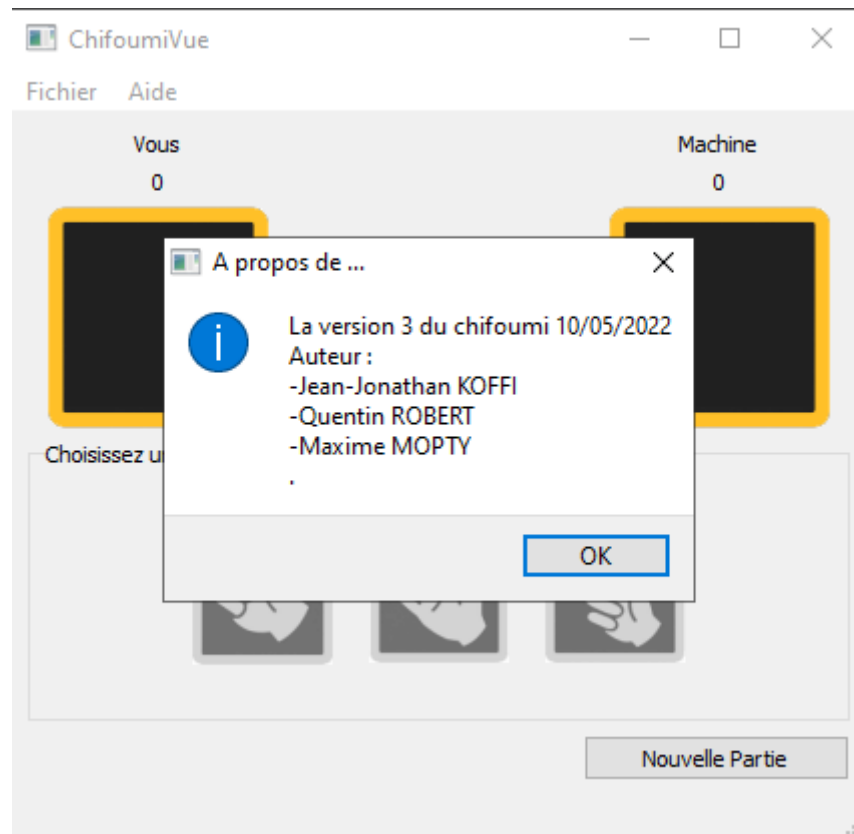 ChifoumiVue
Fichier Aide
Vous Machine
0 0
A propos de ...
La version 3 du chifoumi 10/05/2022
Auteur :
-Jean-Jonathan KOFFI
-Quentin ROBERT
-Maxime MOPTY
.
OK
Choisissez
Nouvelle Partie